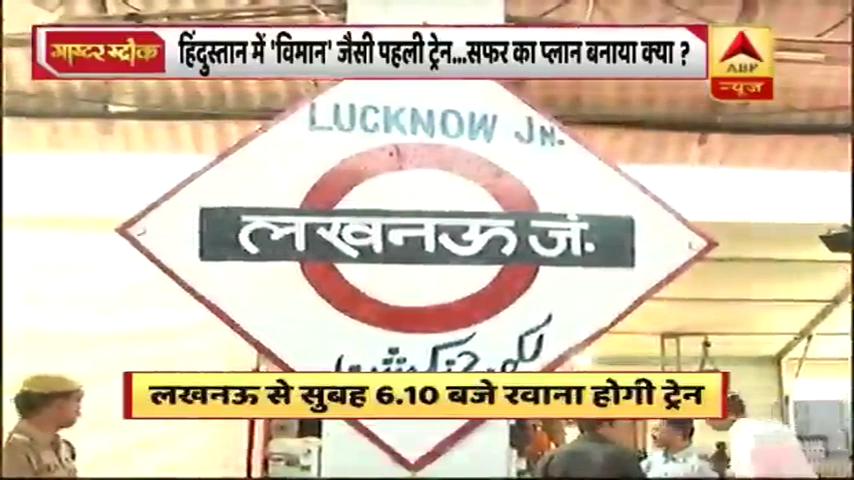 मास्टर स्ट्रोक
हिंदुस्तान में 'विमान' जैसी पहली ट्रेन...सफर का प्लान बनाया क्या ?
ABP
न्यूज़
LUCKNOW JN.
लखनऊ जं.
लखनऊ से सुबह 6.10 बजे रवाना होगी ट्रेन